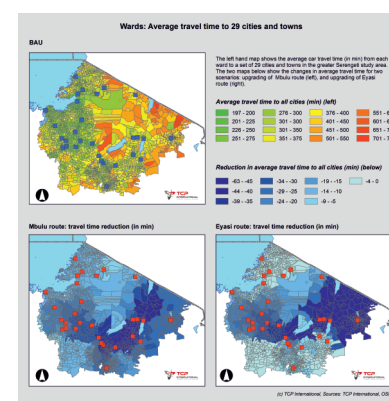 Wards: Average travel time to 29 cities and towns
BAU
The left hand map shows the average car travel time (in min) from each
ward to a set of 29 cities and towns in the greater Serengeti study area.
The two maps below show the changes in average travel time for two
scenarios: upgrading of Mbulu route (left), and upgrading of Eyasi
route (right).
Average travel time to all cities (min) (left)
197 - 200 276 - 300 376 - 400
201 - 225 301 - 300 401 - 450
226 - 250 301 - 350 451 - 500
251 - 275 351 - 375 501 - 550
Reduction in average travel time to all cities (min) (below)
-63 - -45 -34 - -30 -19 - -15 -4 - 0
-44 - -40 -29 - -25 -14 - -10
-39 - -35 -24 - -20 -9 - -5
TCP
INTERNATIONAL
Mbulu route: travel time reduction (in min)
Eyasi route: travel time reduction (in min)
TCP
INTERNATIONAL
TCP
INTERNATIONAL
(c) TCP International, Sources: TCP International,